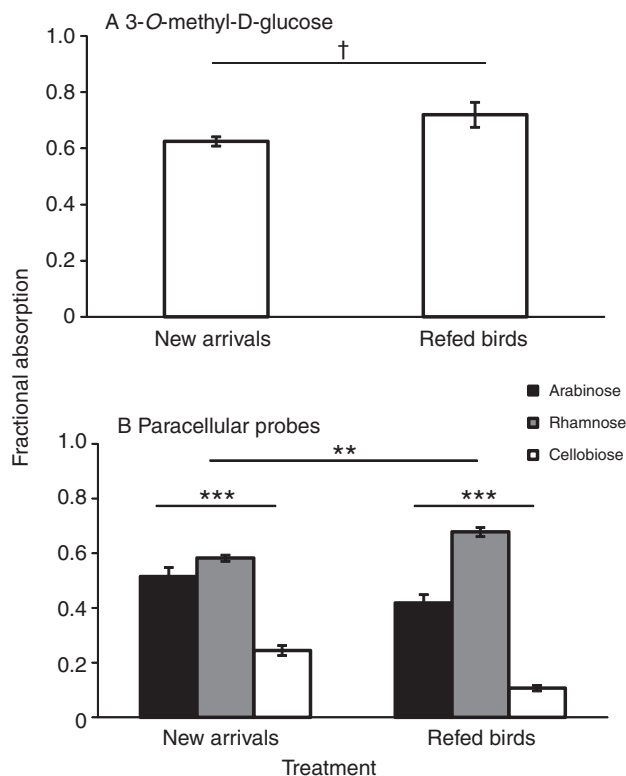 A 3-O-methyl-D-glucose
1.0
†
0.8
0.6
0.4
0.2
0
New arrivals Refed birds
Fractional absorption
Arabinose
Rhamnose
Cellobiose
B Paracellular probes
1.0
**
0.8
*** ***
0.6
0.4
0.2
0
New arrivals Refed birds
Treatment